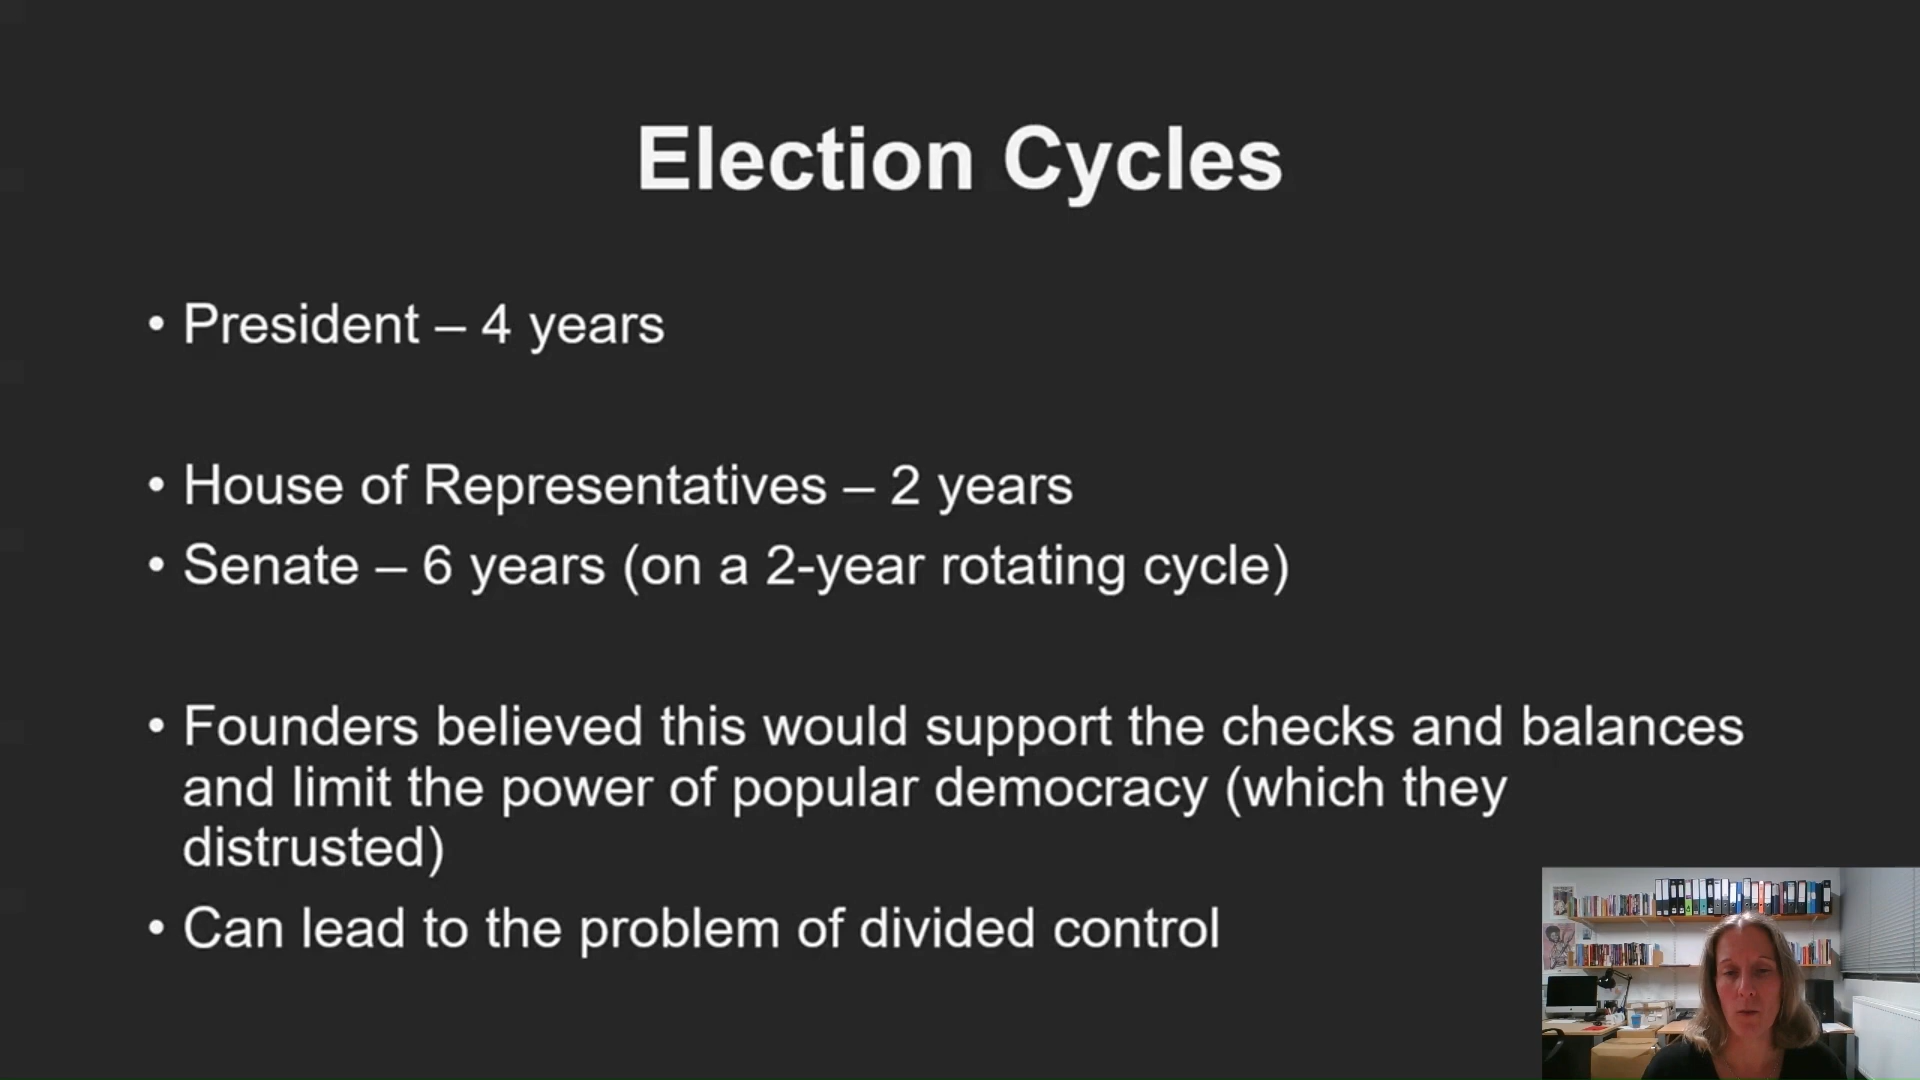 Election Cycles
• President – 4 years
• House of Representatives – 2 years
• Senate – 6 years (on a 2-year rotating cycle)
• Founders believed this would support the checks and balances
and limit the power of popular democracy (which they
distrusted)
• Can lead to the problem of divided control